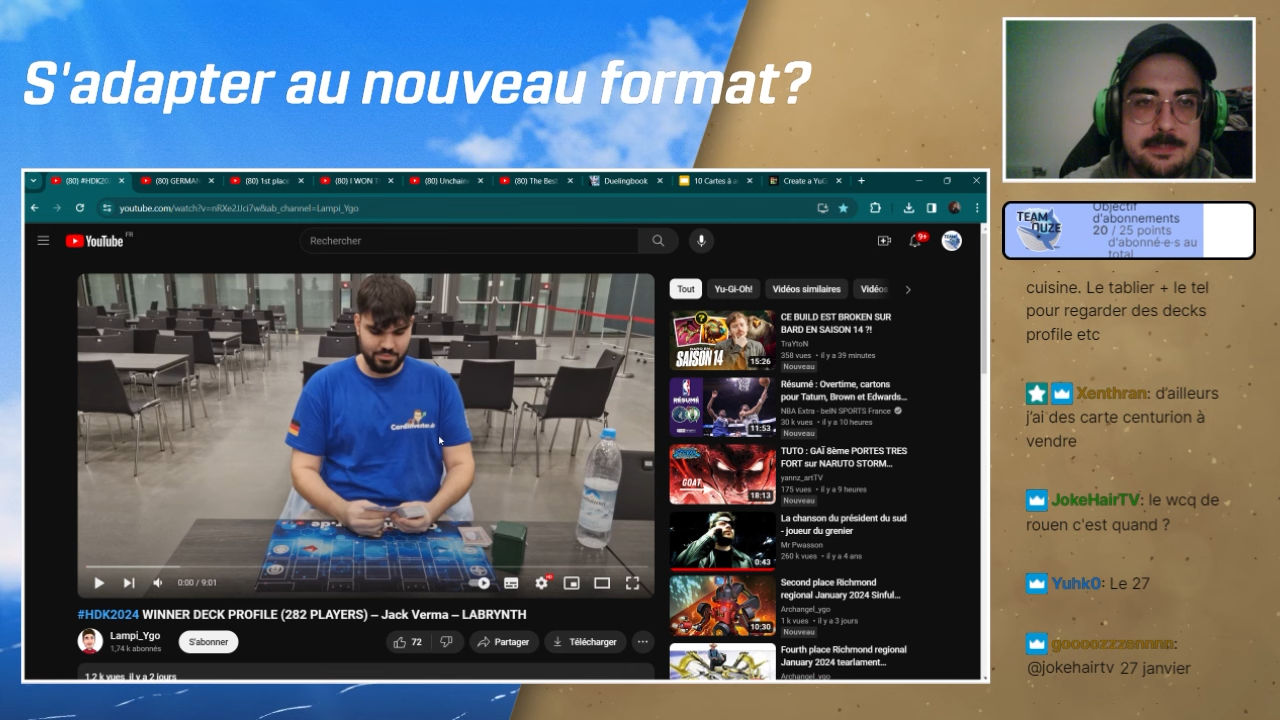 S'adapter au nouveau format?
(80) #HDK20
(80) GERMAN
(80) 1st place
(80) I WON T
(80) Unchain
(80) The Best
Duelingbook
10 Cartes à a
Create a YuG
youtube.com/watch?v=nRXe2JJci7w&ab_channel=Lampi_Ygo
YouTube FR
Rechercher
9+
Tout
Yu-Gi-Oh!
Vidéos similaires
Vidéos
SAISON 14
15:26
CE BUILD EST BROKEN SUR
BARD EN SAISON 14 ?!
TraYtoN
358 vues • il y a 39 minutes
Nouveau
NBA
RÉSUMÉ
11:53
Résumé : Overtime, cartons
pour Tatum, Brown et Edwards...
NBA Extra - beIN SPORTS France
30 k vues • il y a 10 heures
Nouveau
GOAT
18:13
TUTO : GAÏ 8ème PORTES TRES
FORT sur NARUTO STORM...
yannz_artTV
175 vues • il y a 9 heures
Nouveau
0:43
La chanson du président du sud
- joueur du grenier
Mr Pwasson
260 k vues • il y a 4 ans
10:30
Second place Richmond
regional January 2024 Sinful...
Archangel_ygo
1 k vues • il y a 3 jours
Nouveau
Fourth place Richmond regional
January 2024 tearlament...
Archangel_ygo
0:00 / 9:01
#HDK2024 WINNER DECK PROFILE (282 PLAYERS) – Jack Verma – LABRYNTH
Lampi_Ygo
1,74 k abonnés
S'abonner
72
Partager
Télécharger
1,2 k vues il y a 2 jours
TEAM
OUZE
Objectif
d'abonnements
20 / 25 points
d'abonné·e·s au
total
cuisine. Le tablier + le tel
pour regarder des decks
profile etc
Xenthran: d'ailleurs
j'ai des carte centurion à
vendre
JokeHairTV: le wcq de
rouen c'est quand ?
Yuhk0: Le 27
goooozzzennnn:
@jokehairtv 27 janvier